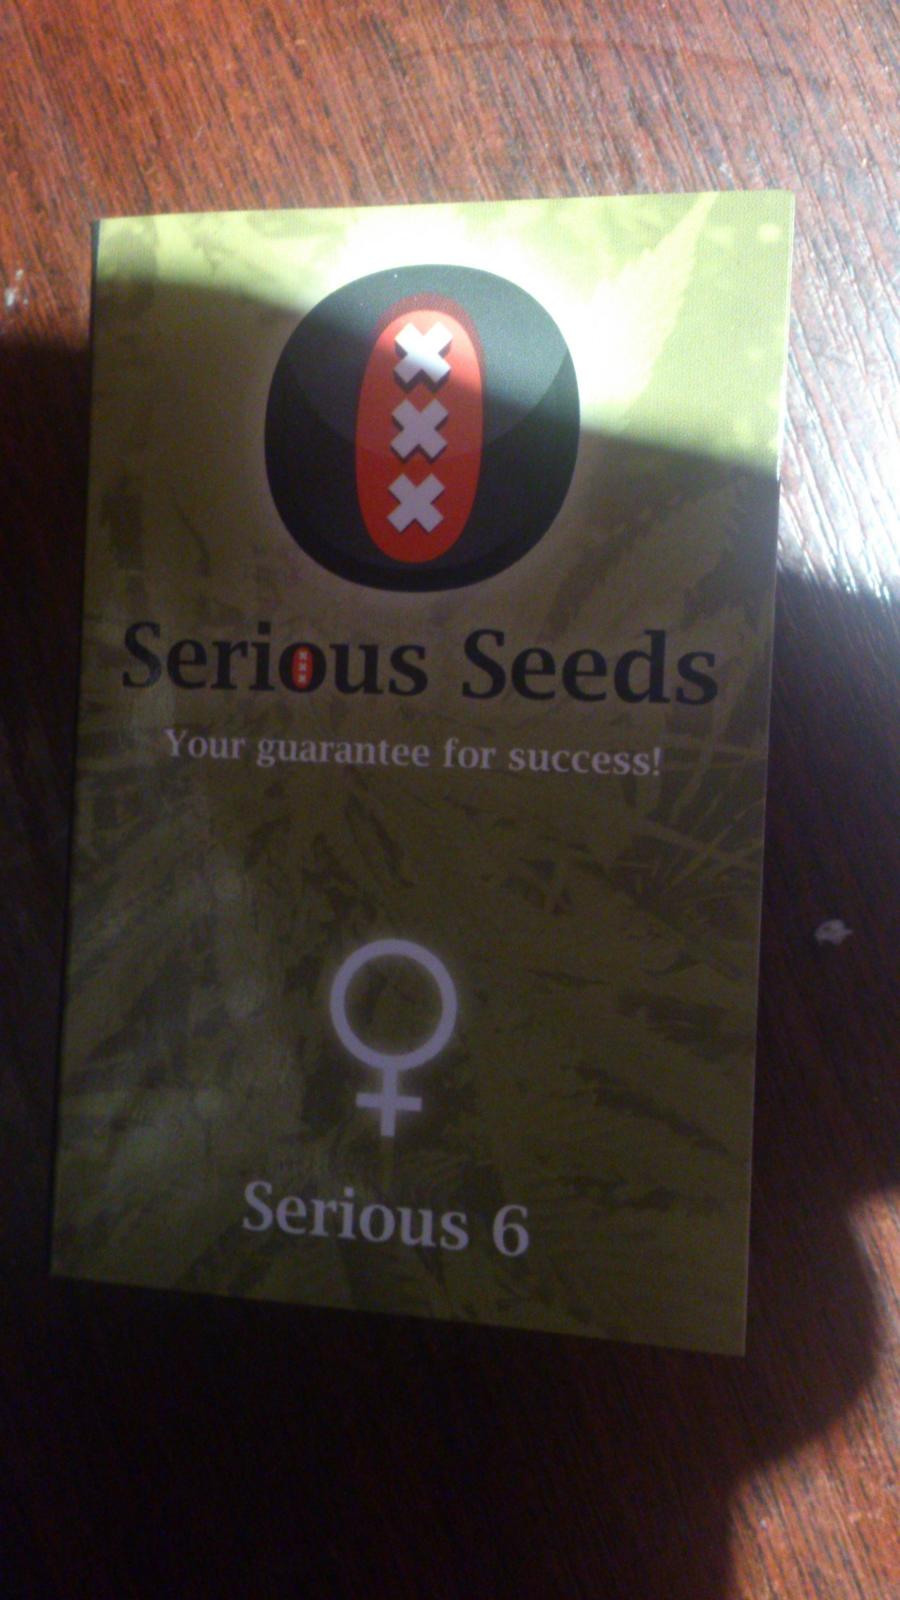 Serious Seeds
Your guarantee for success!
Serious 6